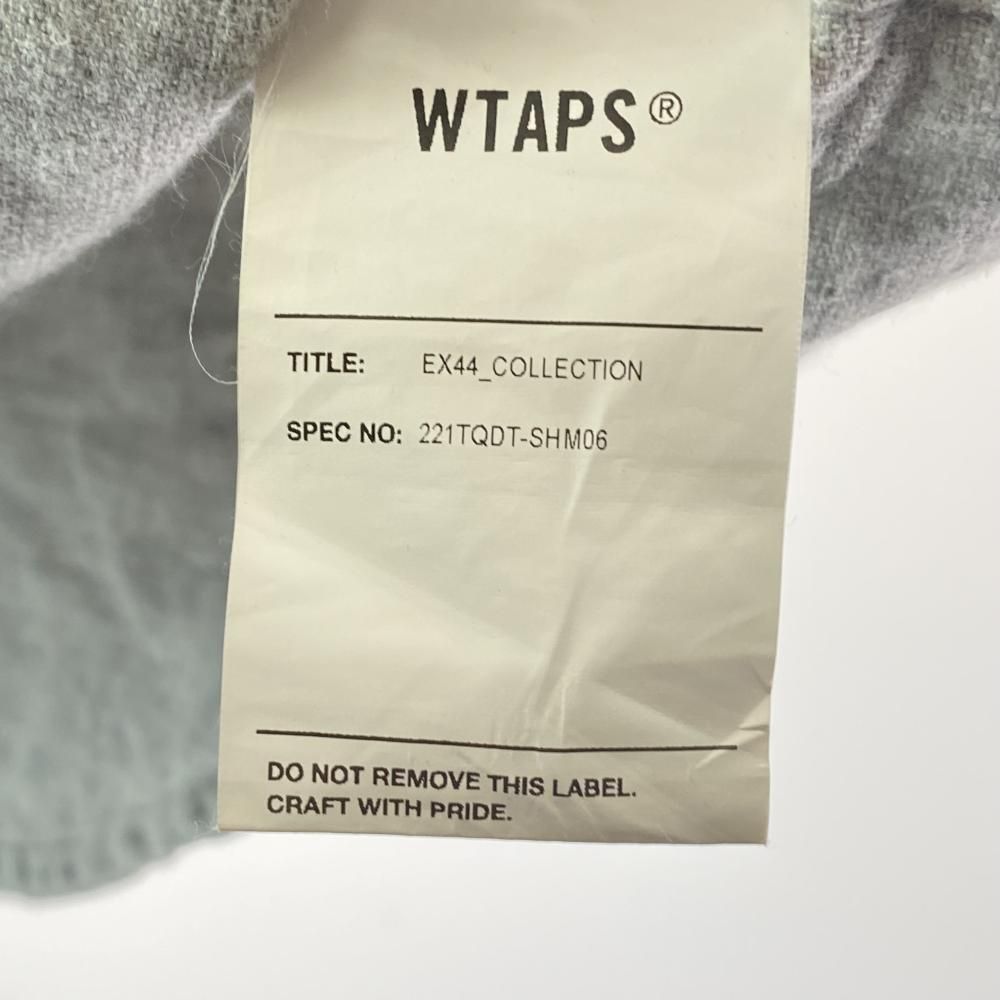 WTAPS®
TITLE: EX44_COLLECTION
SPEC NO: 221TQDT-SHM06
DO NOT REMOVE THIS LABEL.
CRAFT WITH PRIDE.